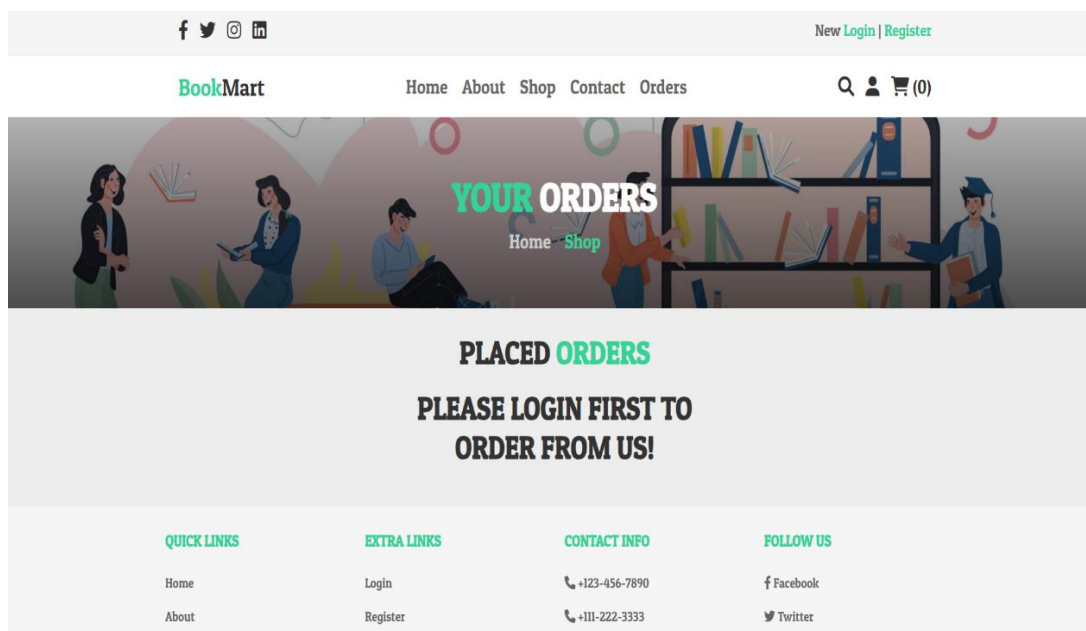 New Login | Register
BookMart
Home About Shop Contact Orders
(0)
YOUR ORDERS
Home Shop
PLACED ORDERS
PLEASE LOGIN FIRST TO
ORDER FROM US!
QUICK LINKS EXTRA LINKS CONTACT INFO FOLLOW US
Home Login +123-456-7890 Facebook
About Register +111-222-3333 Twitter